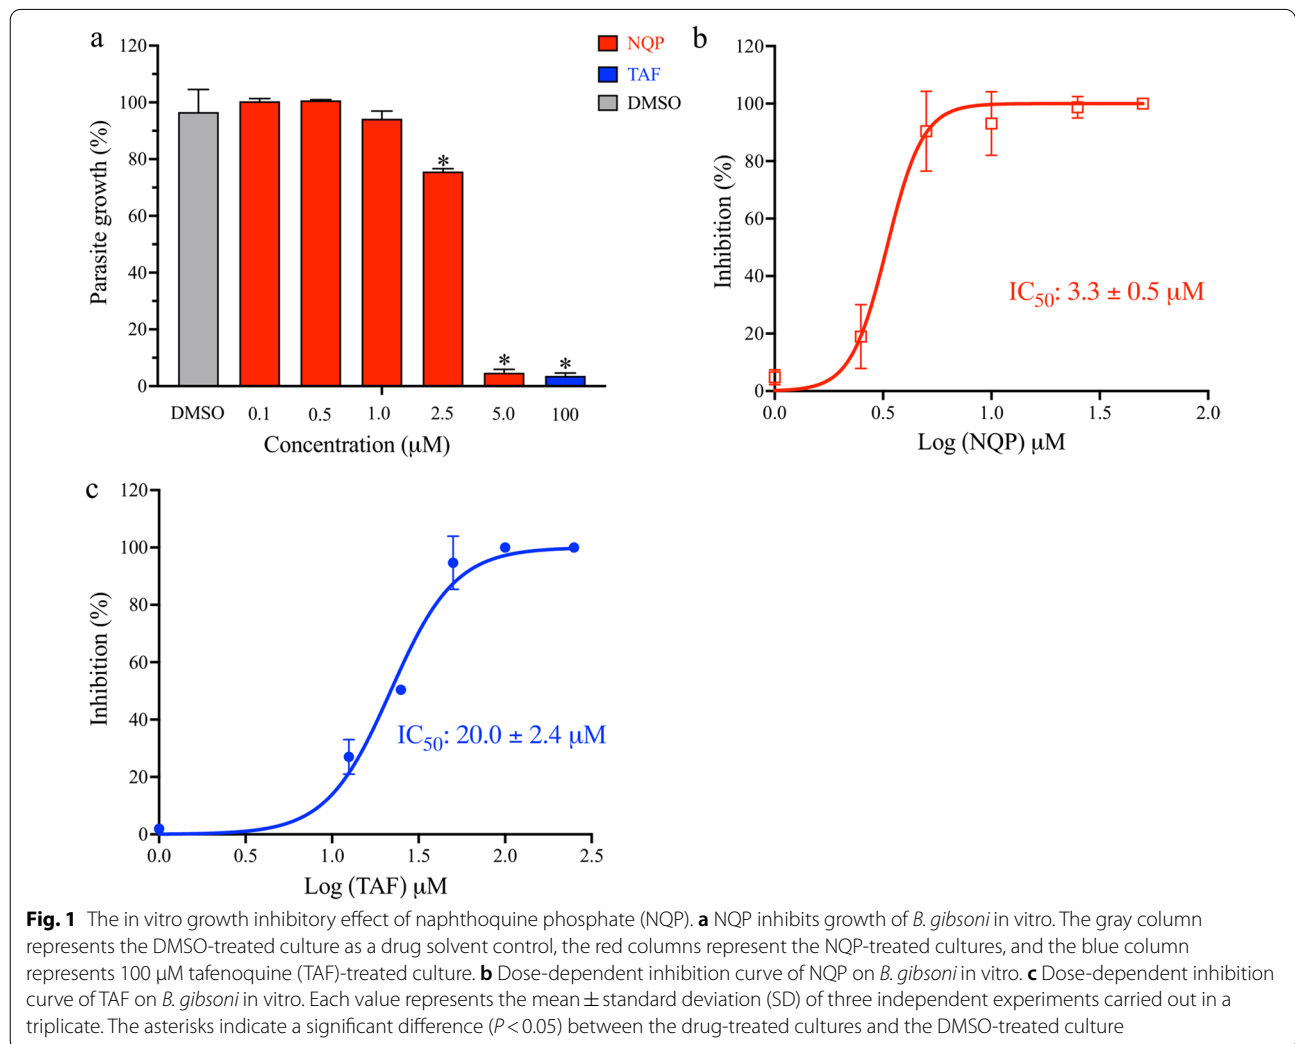 a
120
100
80
60
40
20
0
Parasite growth (%)
NQP
TAF
DMSO
*
*
*
DMSO 0.1 0.5 1.0 2.5 5.0 100
Concentration (μM)
b
120
100
80
60
40
20
0
Inhibition (%)
IC50: 3.3 ± 0.5 μM
0.0 0.5 1.0 1.5 2.0
Log (NQP) μM
c
120
100
80
60
40
20
0
Inhibition (%)
IC50: 20.0 ± 2.4 μM
0.0 0.5 1.0 1.5 2.0 2.5
Log (TAF) μM
Fig. 1 The in vitro growth inhibitory effect of naphthoquine phosphate (NQP). a NQP inhibits growth of B. gibsoni in vitro. The gray column
represents the DMSO-treated culture as a drug solvent control, the red columns represent the NQP-treated cultures, and the blue column
represents 100 μM tafenoquine (TAF)-treated culture. b Dose-dependent inhibition curve of NQP on B. gibsoni in vitro. c Dose-dependent inhibition
curve of TAF on B. gibsoni in vitro. Each value represents the mean ± standard deviation (SD) of three independent experiments carried out in a
triplicate. The asterisks indicate a significant difference (P < 0.05) between the drug-treated cultures and the DMSO-treated culture